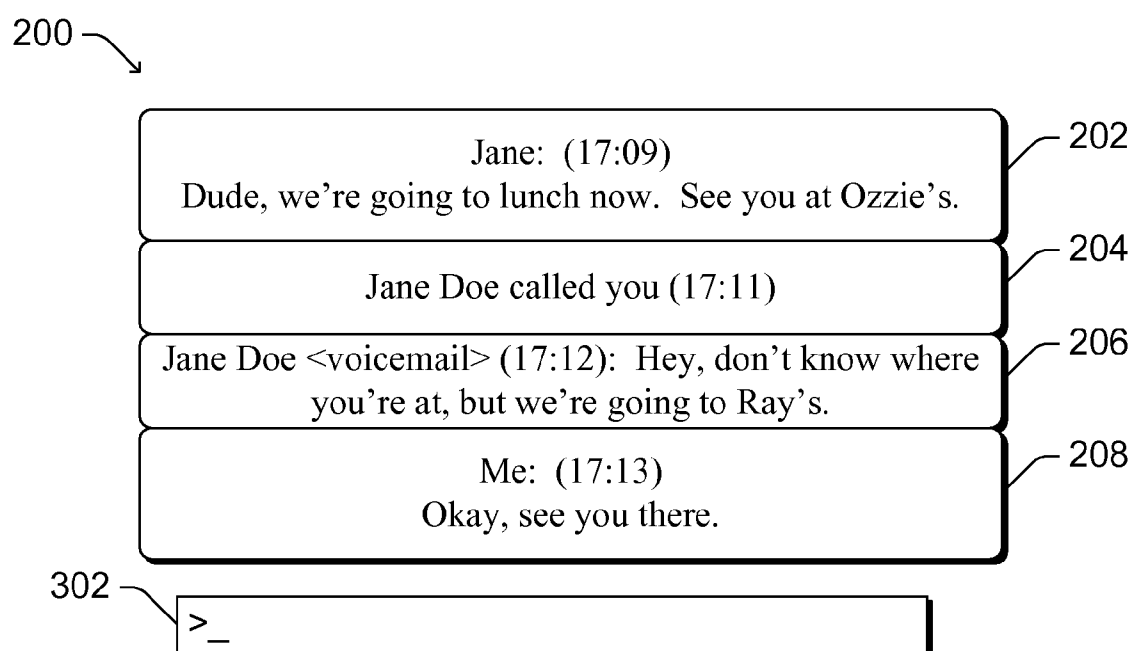 200
Jane: (17:09)
202
Dude, we’re going to lunch now. See you at Ozzie’s.
204
Jane Doe called you (17:11)
206
Jane Doe <voicemail> (17:12): Hey, don’t know where
you’re at, but we’re going to Ray’s.
208
Me: (17:13)
Okay, see you there.
302
>_